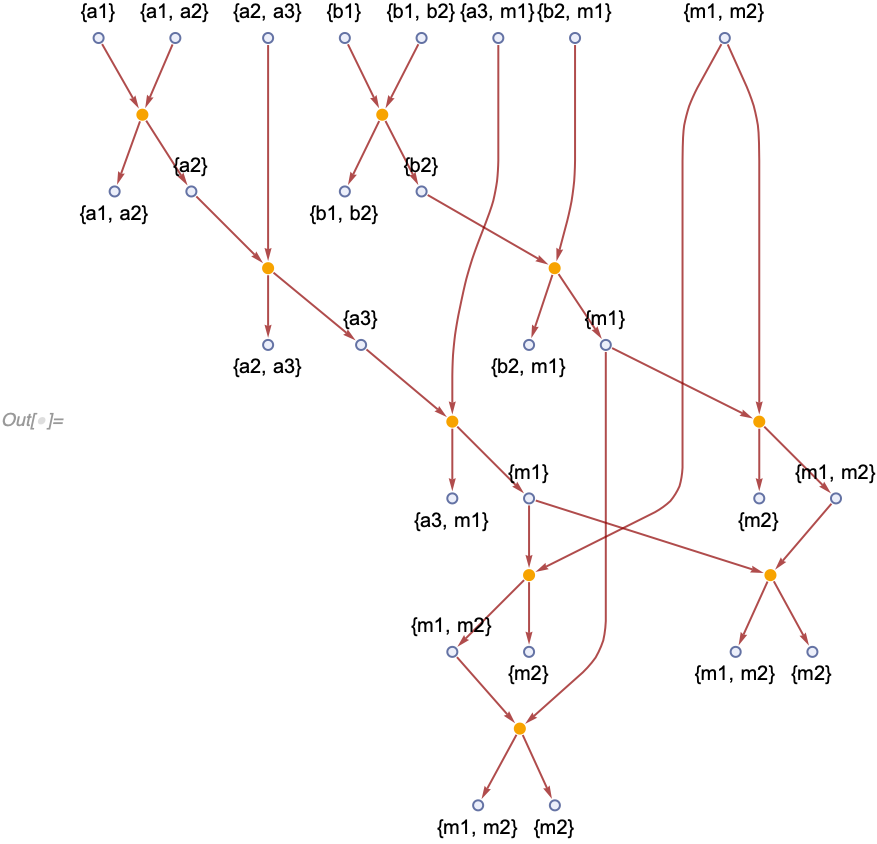 {a1} {a1, a2} {a2, a3} {b1} {b1, b2} {a3, m1} {b2, m1} {m1, m2}
{a2} {b2}
{a1, a2} {b1, b2}
{a3} {m1}
{a2, a3} {b2, m1}
Out[•]=
{m1} {m1, m2}
{a3, m1} {m2}
{m1, m2}
{m2} {m1, m2} {m2}
{m1, m2} {m2}